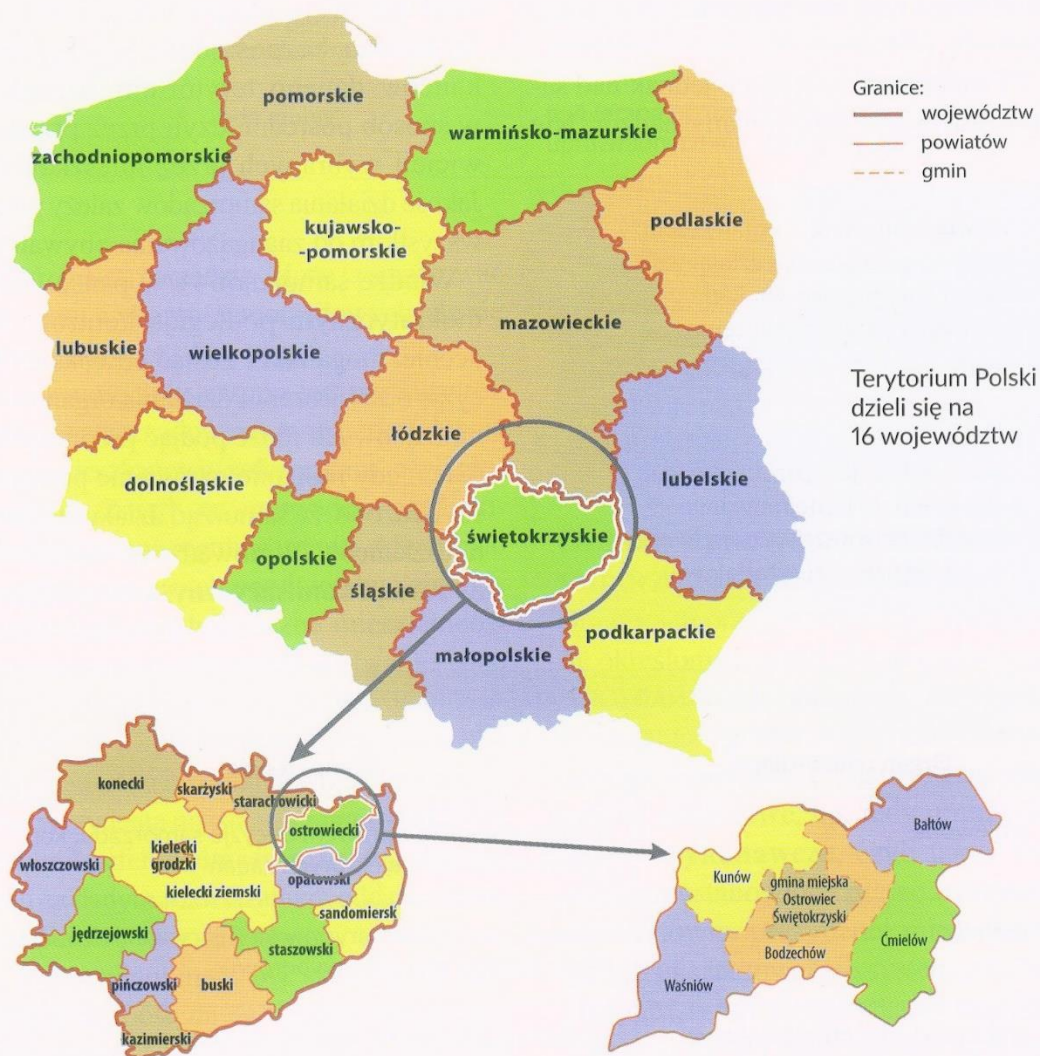 pomorskie
warmińsko-mazurskie
zachodniopomorskie
podlaskie
kujawsko-
-pomorskie
mazowieckie
lubuskie
wielkopolskie
łódzkie
lubelskie
dolnośląskie
świętokrzyskie
opolskie
śląskie
podkarpackie
małopolskie
Granice:
województw
powiatów
gmin
Terytorium Polski
dzieli się na
16 województw
konecki
skarżyski
starachowicki
ostrowiecki
włoszczowski
kielecki
grodzki
kielecki ziemski
opatowski
sandomiersk
jędrzejowski
staszowski
pińczowski
buski
kazimierski
Bałtów
Kunów
gmina miejska
Ostrowiec
Świętokrzyski
Ćmielów
Bodzechów
Waśniów